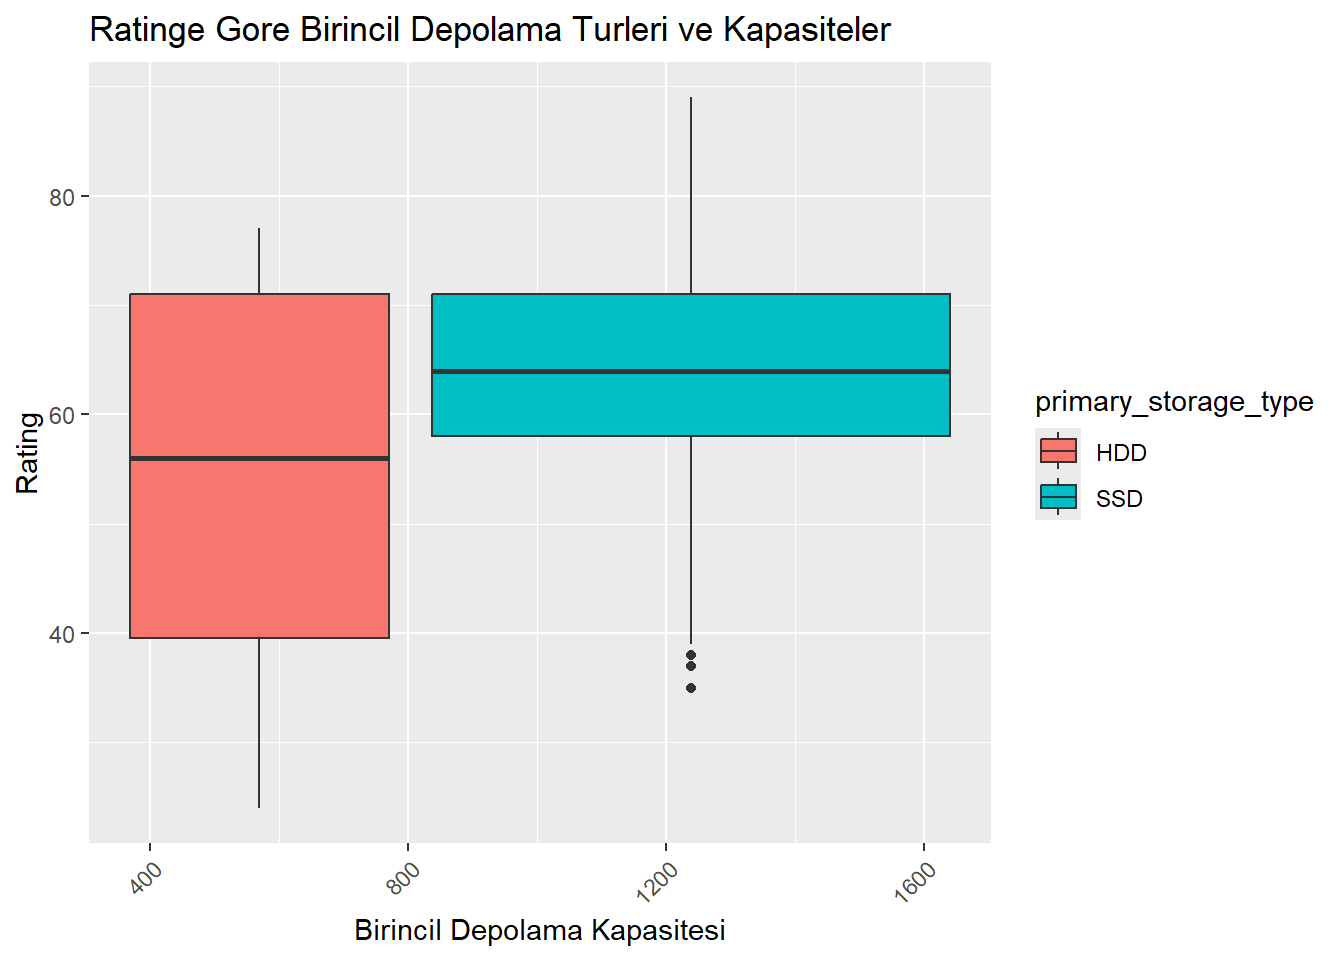 Ratinge Gore Birincil Depolama Turleri ve Kapasiteler
Rating
80
60
40
400
800
1200
1600
Birincil Depolama Kapasitesi
primary_storage_type
HDD
SSD